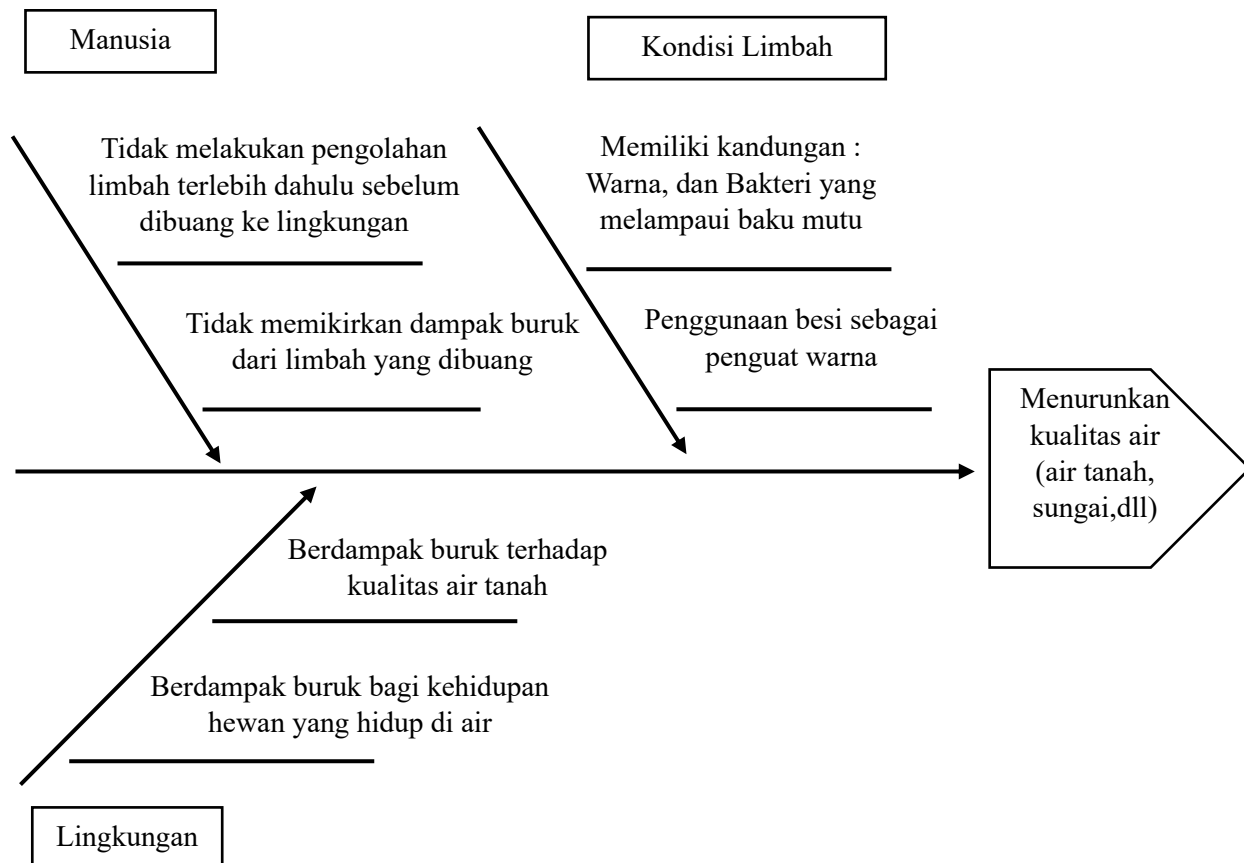 Manusia
Kondisi Limbah
Tidak melakukan pengolahan
limbah terlebih dahulu sebelum
dibuang ke lingkungan
Memiliki kandungan :
Warna, dan Bakteri yang
melampaui baku mutu
Tidak memikirkan dampak buruk
dari limbah yang dibuang
Penggunaan besi sebagai
penguat warna
Menurunkan
kualitas air
(air tanah,
sungai,dll)
Berdampak buruk terhadap
kualitas air tanah
Berdampak buruk bagi kehidupan
hewan yang hidup di air
Lingkungan